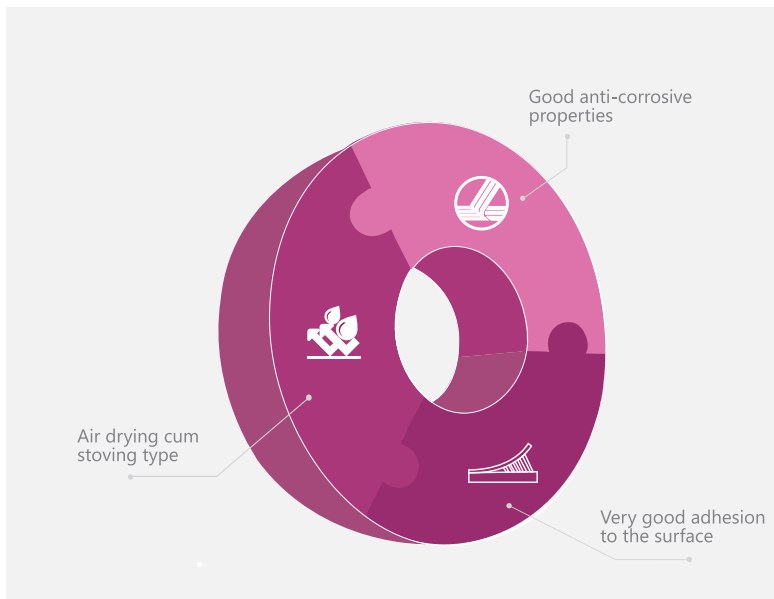 Good anti-corrosive
properties
Air drying cum
stoving type
Very good adhesion
to the surface